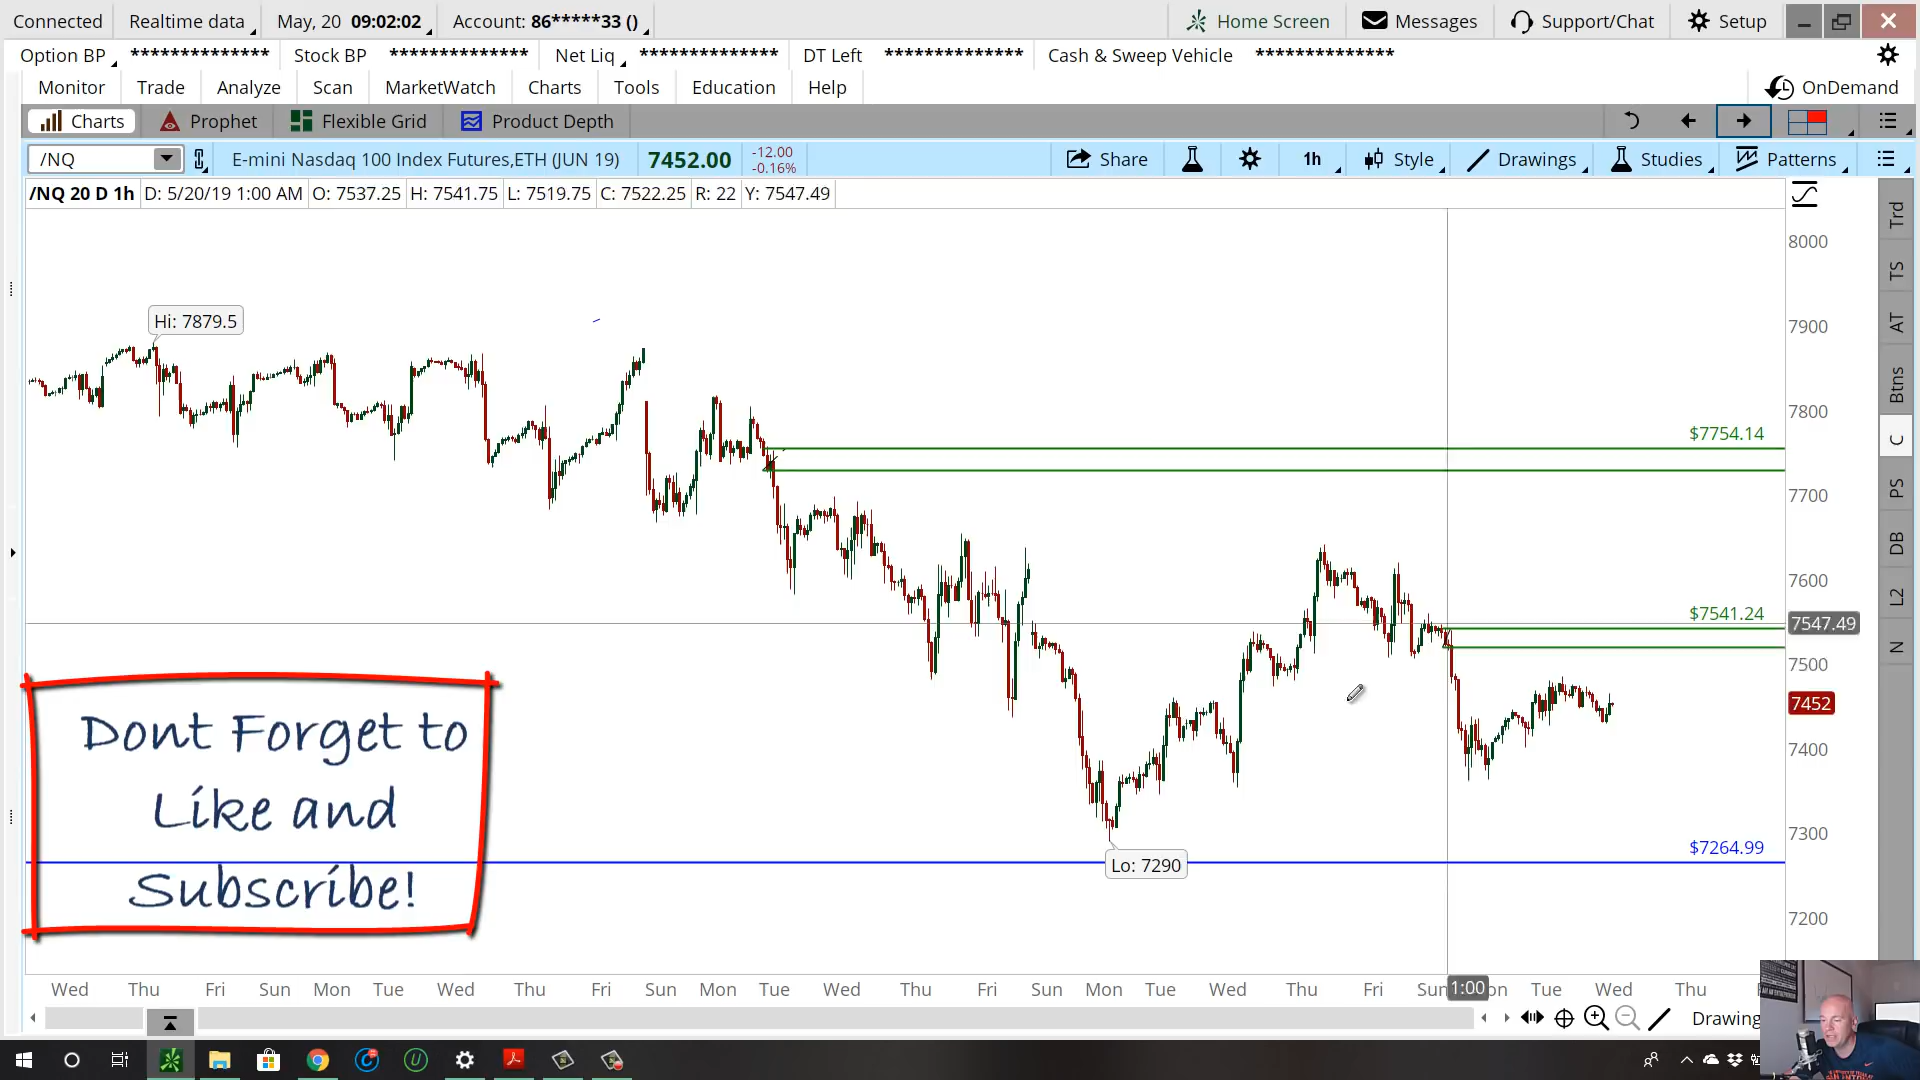 Connected Realtime data May, 20 09:02:02 Account: 86*****33 () Home Screen Messages Support/Chat Setup
Option BP ************** Stock BP ************** Net Liq ************** DT Left ************** Cash & Sweep Vehicle **************
Monitor Trade Analyze Scan MarketWatch Charts Tools Education Help OnDemand
Charts Prophet Flexible Grid Product Depth
/NQ E-mini Nasdaq 100 Index Futures,ETH (JUN 19) 7452.00 -12.00 -0.16% Share 1h Style Drawings Studies Patterns
/NQ 20 D 1h D: 5/20/19 1:00 AM O: 7537.25 H: 7541.75 L: 7519.75 C: 7522.25 R: 22 Y: 7547.49
Trd
TS
AT
Btns
C
PS
DB
L2
N
8000
Hi: 7879.5
7900
7800
$7754.14
7700
7600
$7541.24
7547.49
7500
7452
7400
7300
$7264.99
Lo: 7290
7200
Dont Forget to
Like and
Subscribe!
Wed Thu Fri Sun Mon Tue Wed Thu Fri Sun Mon Tue Wed Thu Fri Sun Mon Tue Wed Thu Fri Sun 1:00 on Tue Wed Thu
Drawing